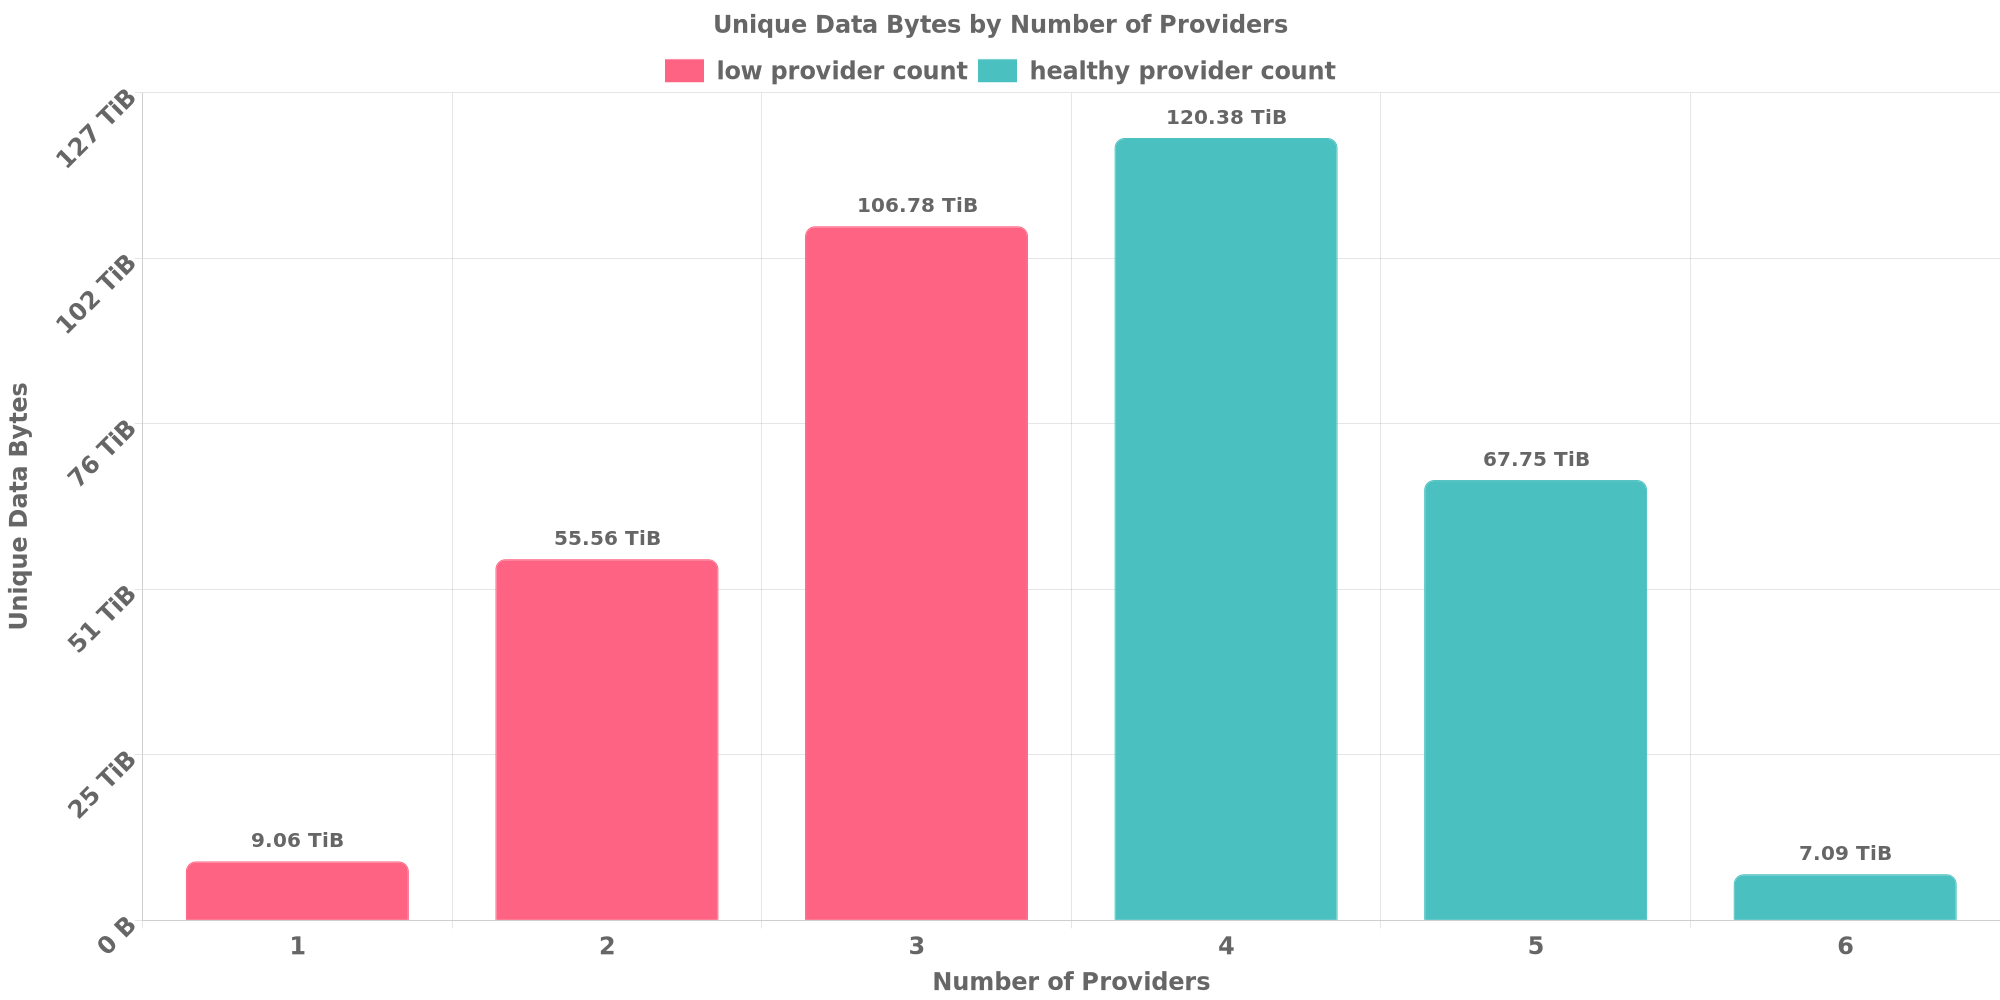 Unique Data Bytes by Number of Providers
low provider count healthy provider count
127 TiB
102 TiB
76 TiB
51 TiB
25 TiB
0 B
Unique Data Bytes
9.06 TiB
55.56 TiB
106.78 TiB
120.38 TiB
67.75 TiB
7.09 TiB
1 2 3 4 5 6
Number of Providers